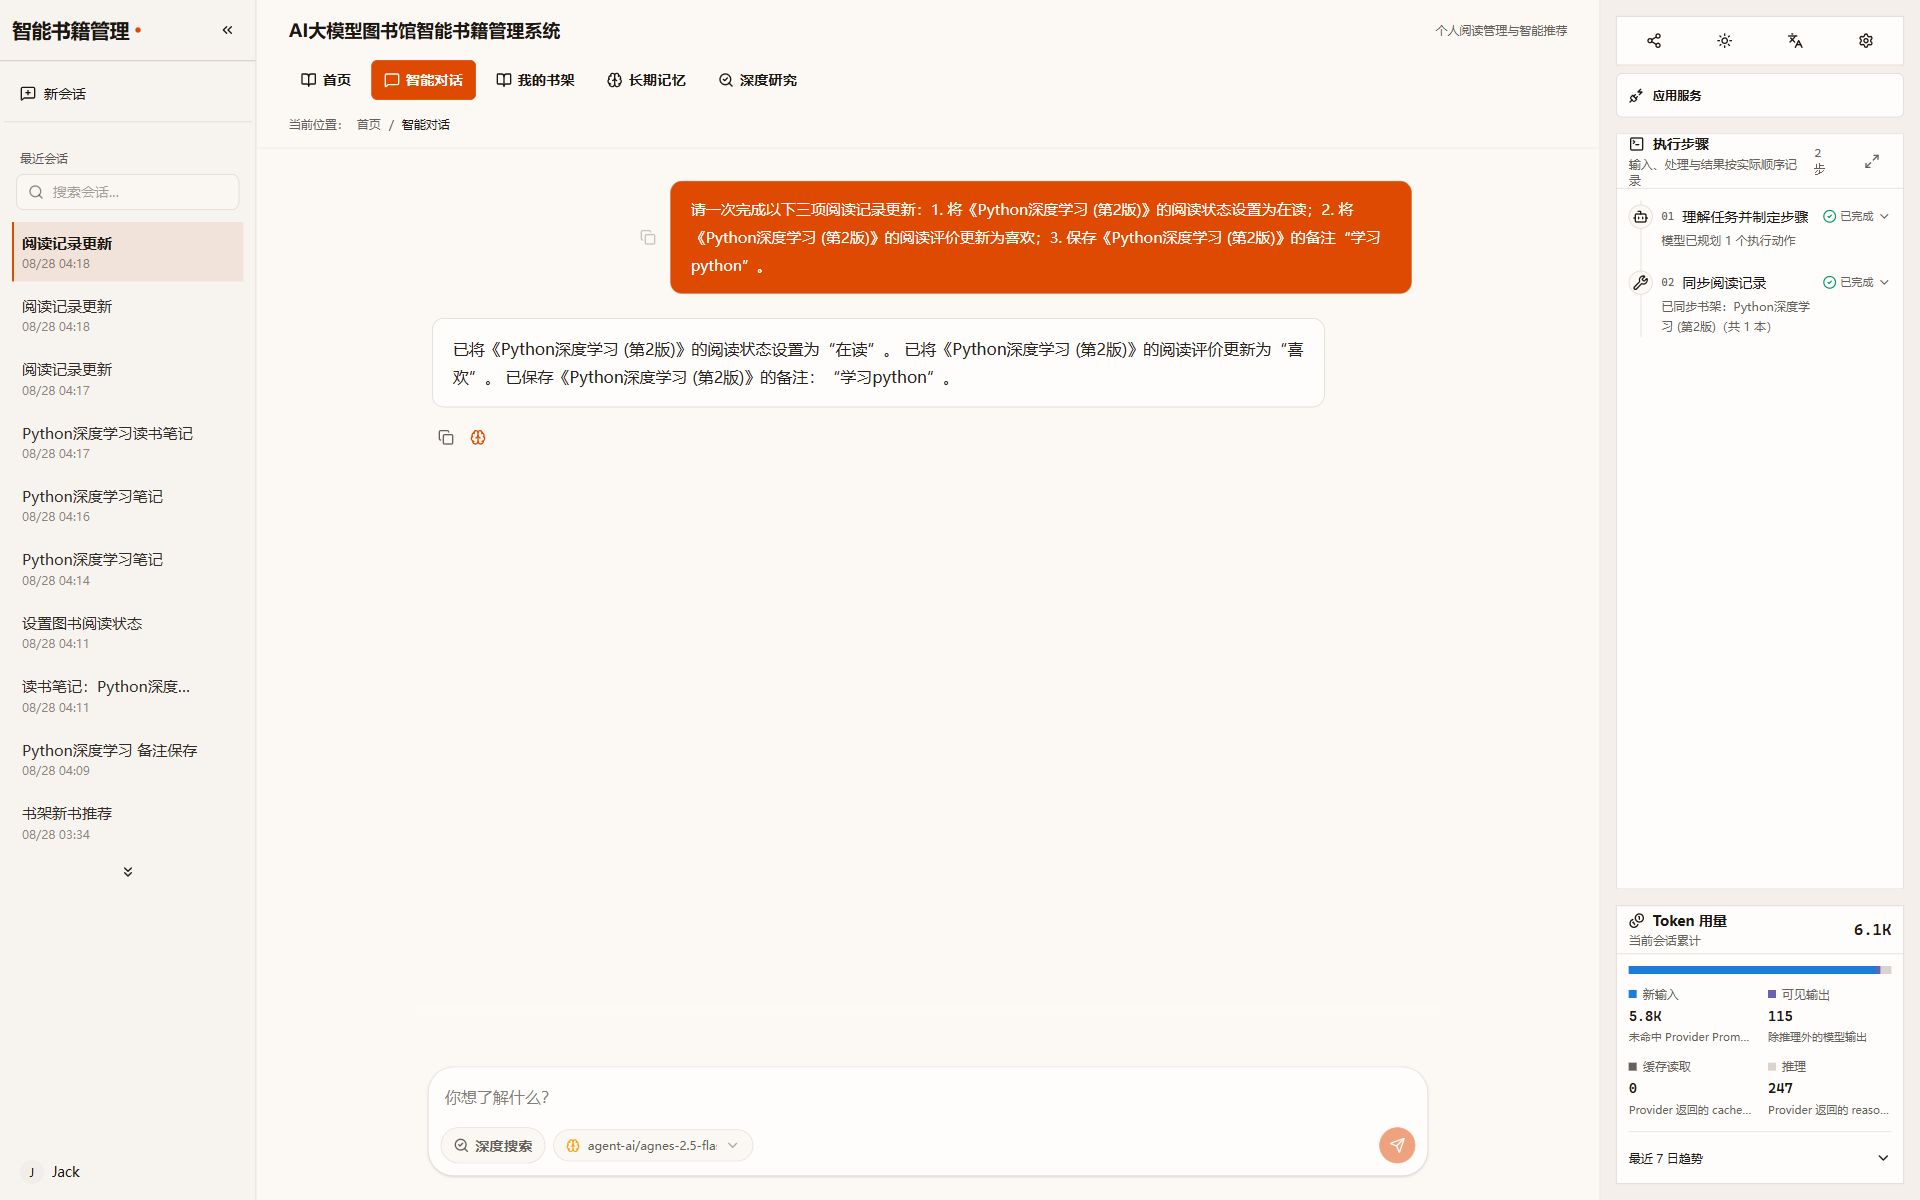 智能书籍管理
新会话
最近会话
搜索会话...
阅读记录更新
08/28 04:18
阅读记录更新
08/28 04:18
阅读记录更新
08/28 04:17
Python深度学习读书笔记
08/28 04:17
Python深度学习笔记
08/28 04:16
Python深度学习笔记
08/28 04:14
设置图书阅读状态
08/28 04:11
读书笔记：Python深度...
08/28 04:11
Python深度学习 备注保存
08/28 04:09
书架新书推荐
08/28 03:34
J Jack
AI大模型图书馆智能书籍管理系统
个人阅读管理与智能推荐
首页 智能对话 我的书架 长期记忆 深度研究
当前位置： 首页 / 智能对话
请一次完成以下三项阅读记录更新：1. 将《Python深度学习 (第2版)》的阅读状态设置为在读；2. 将
《Python深度学习 (第2版)》的阅读评价更新为喜欢；3. 保存《Python深度学习 (第2版)》的备注“学习
python”。
已将《Python深度学习 (第2版)》的阅读状态设置为“在读”。 已将《Python深度学习 (第2版)》的阅读评价更新为“喜
欢”。 已保存《Python深度学习 (第2版)》的备注：“学习python”。
你想了解什么？
深度搜索 agent-ai/agnes-2.5-fla
应用服务
执行步骤
输入、处理与结果按实际顺序记
录
2
步
01 理解任务并制定步骤 已完成
模型已规划 1 个执行动作
02 同步阅读记录 已完成
已同步书架：Python深度学
习 (第2版)（共 1 本）
Token 用量
当前会话累计
6.1K
新输入 可见输出
5.8K 115
未命中 Provider Prom... 除推理外的模型输出
缓存读取 推理
0 247
Provider 返回的 cache... Provider 返回的 reaso...
最近 7 日趋势